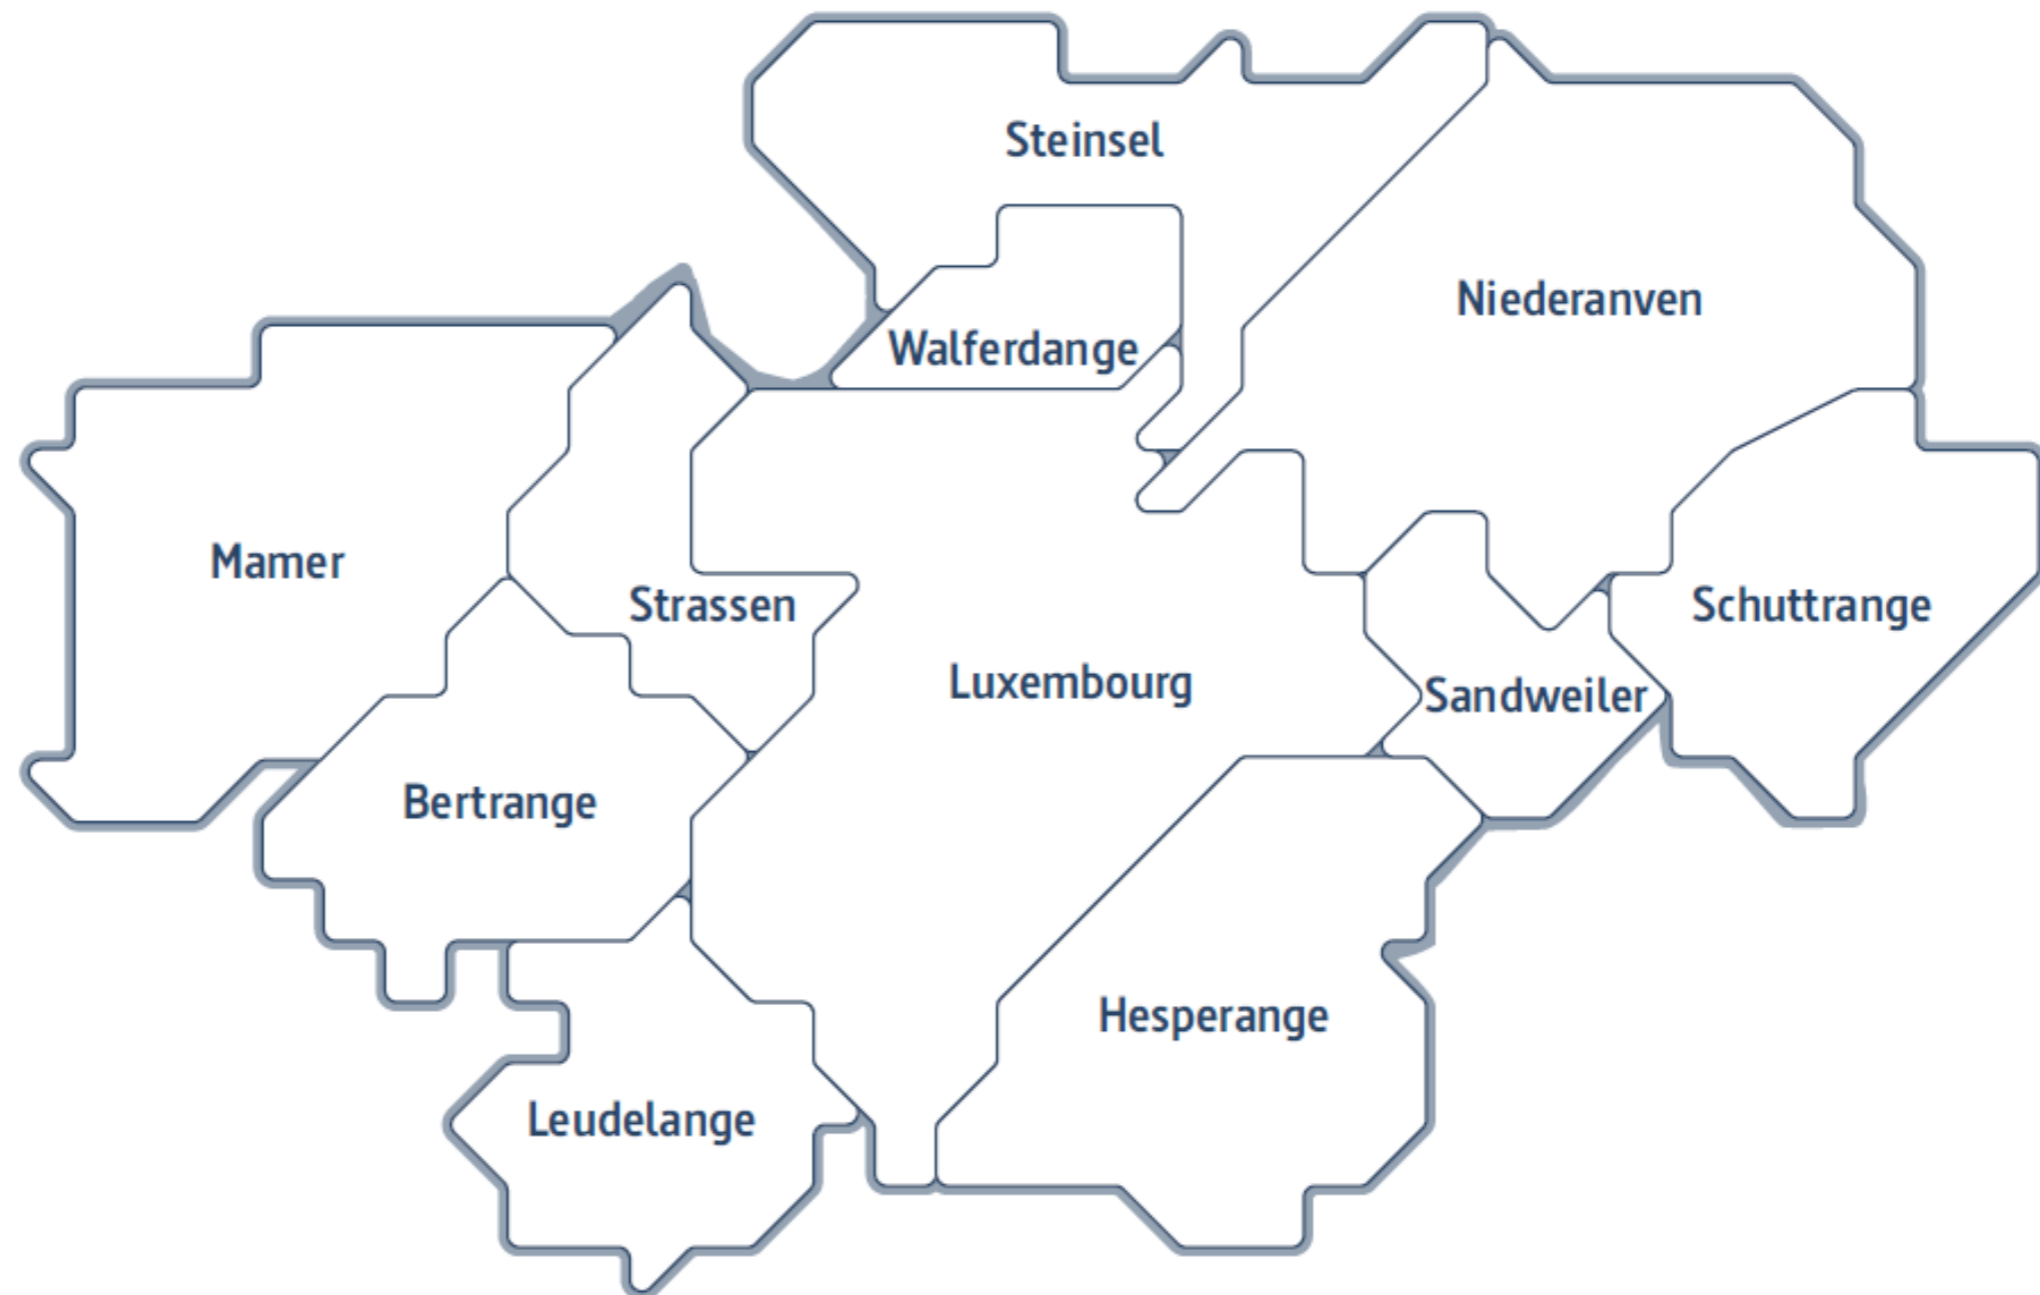 Steinsel
Niederanven
Walferdange
Mamer
Strassen
Schuttrange
Luxembourg
Sandweiler
Bertrange
Hesperange
Leudelange